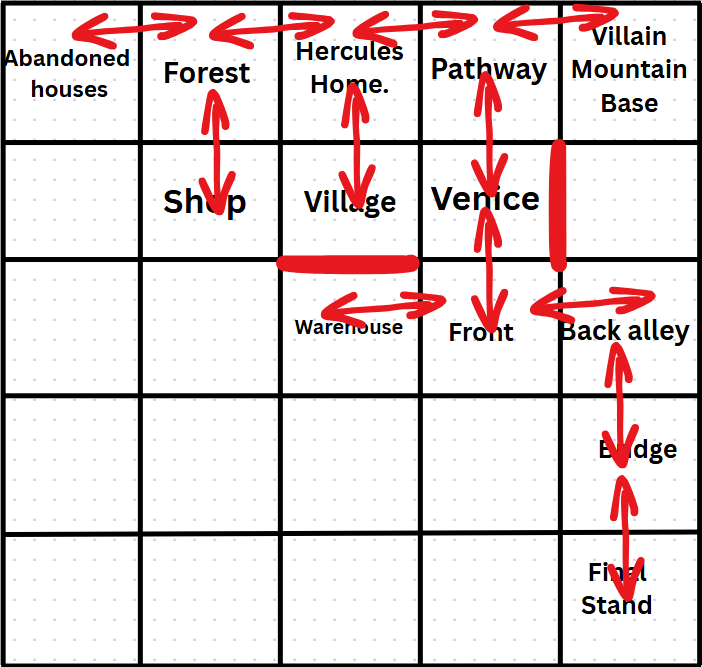 Abandoned
houses
Forest
Hercules
Home.
Pathway
Villain
Mountain
Base
Shop
Village
Venice
Warehouse
Front
Back alley
Bridge
Final
Stand